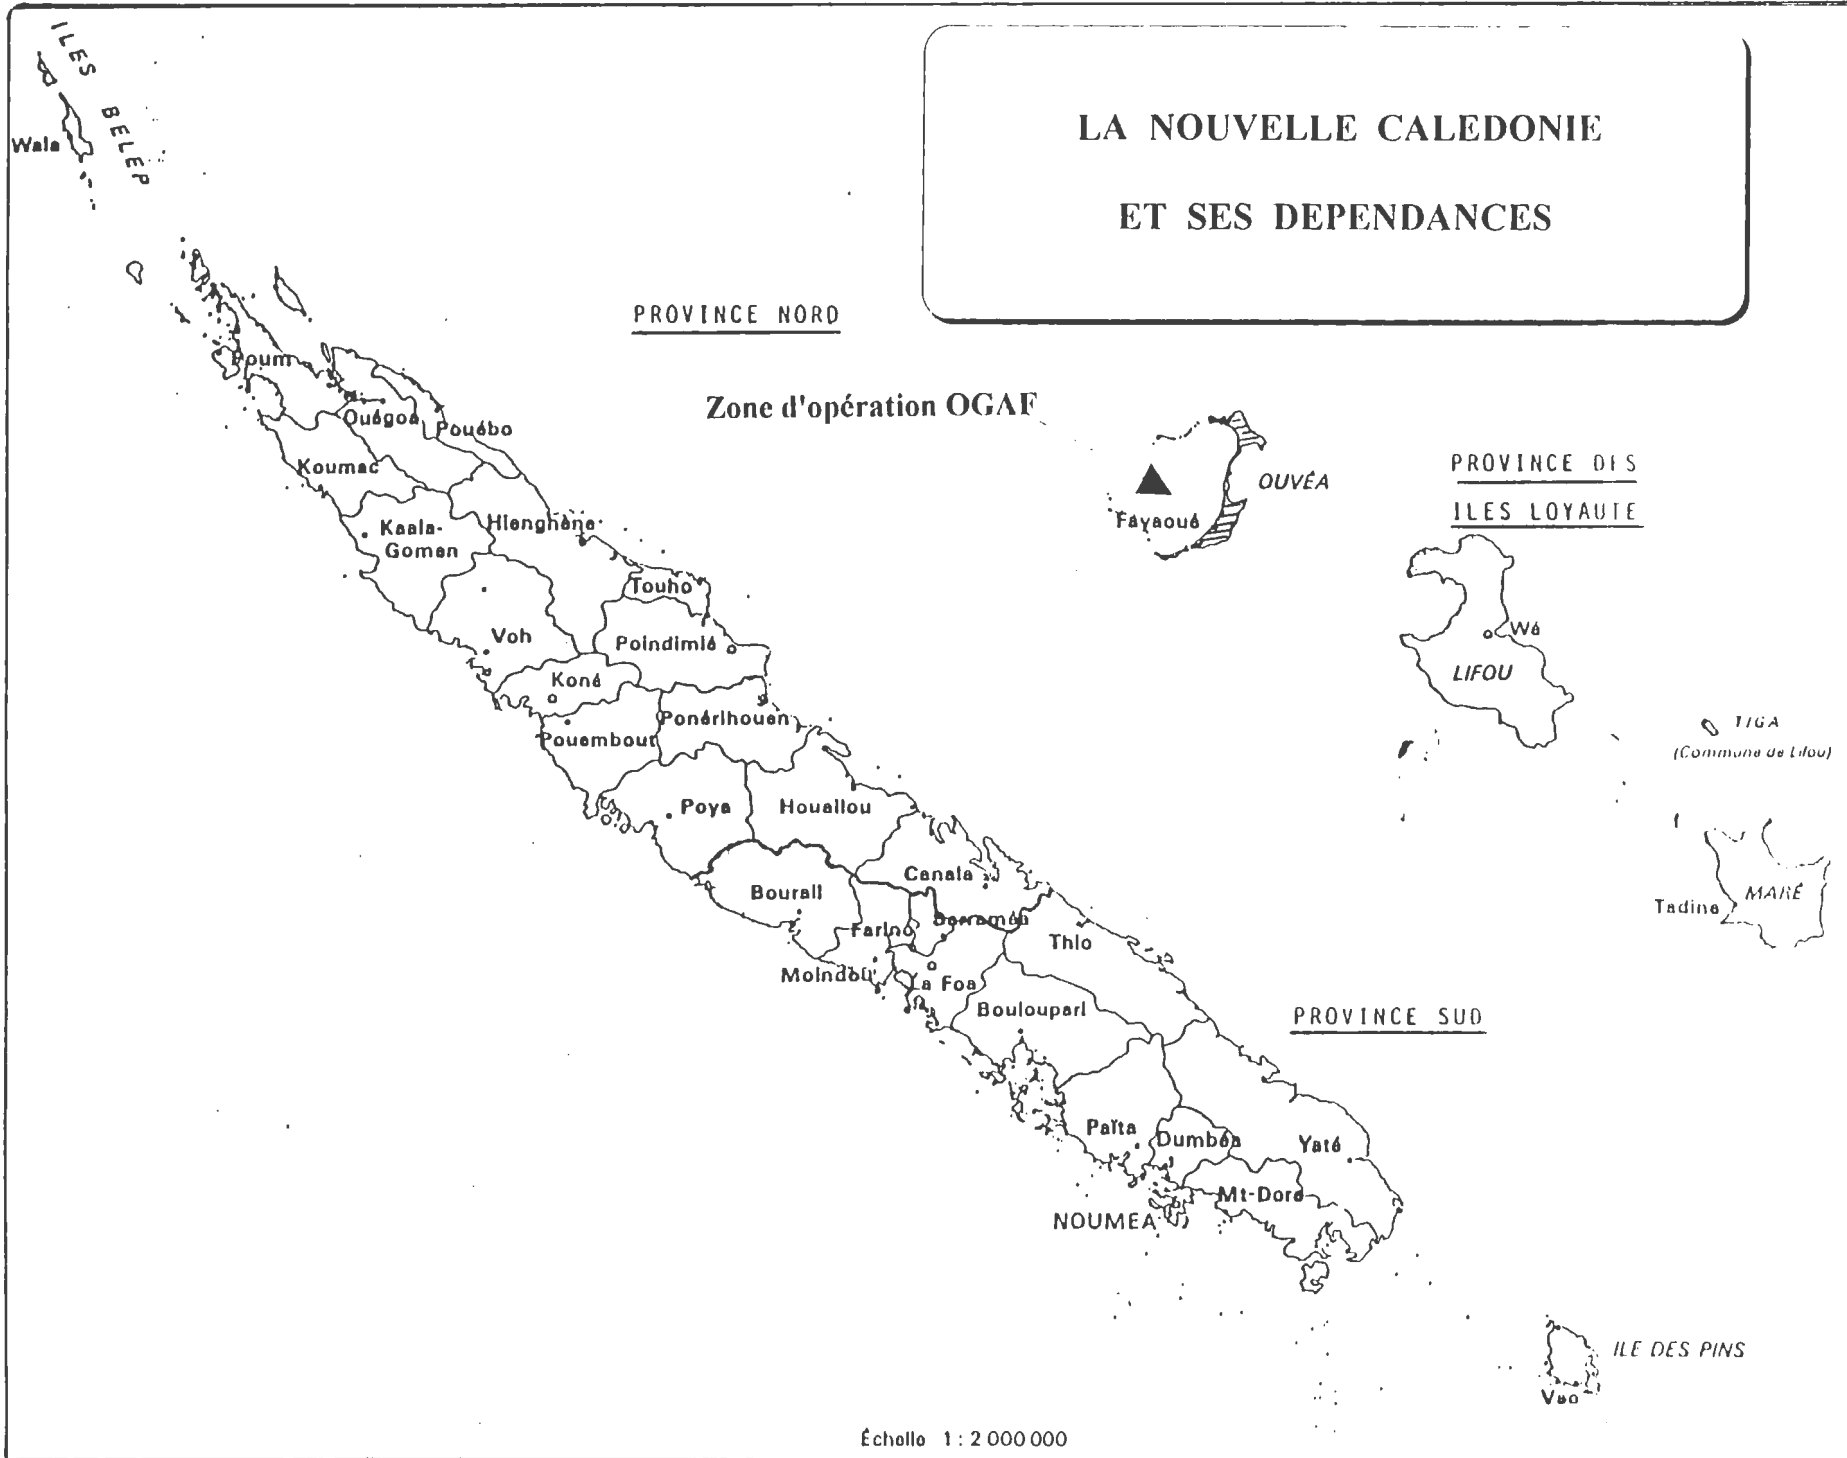 LA NOUVELLE CALEDONIE
ET SES DEPENDANCES
ILES BELEP
Wala
PROVINCE NORD
Poum
Zone d'opération OGAF
Ouégoa
Pouébo
Koumac
OUVÉA
PROVINCE DES
ILES LOYAUTE
Fayaoué
Kaala-
Gomen
Hienghène
Touho
Voh
Poindimié
Wé
LIFOU
Koné
Ponérihouen
Pouembout
TIGA
(Commune de Lifou)
Poya
Houaïlou
Canala
Bourail
MARÉ
Tadine
Farino
Sarraméa
Thio
Moindou
La Foa
Bouloupari
PROVINCE SUD
Païta
Dumbéa
Yaté
Mt-Dore
NOUMEA
ILE DES PINS
Vao
Échelle 1 : 2 000 000